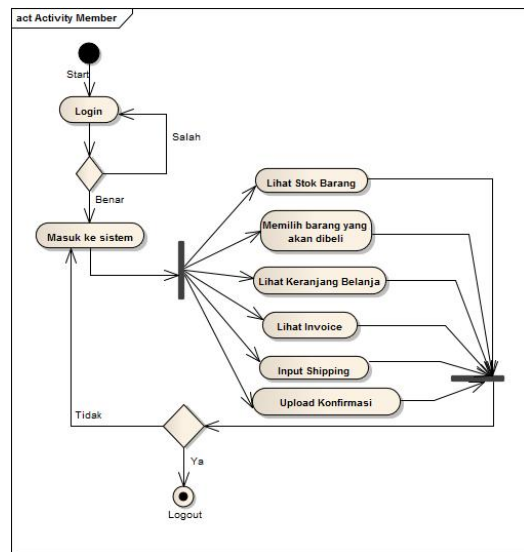 act Activity Member
Start
Login
Salah
Benar
Masuk ke sistem
Lihat Stok Barang
Memilih barang yang
akan dibeli
Lihat Keranjang Belanja
Lihat Invoice
Input Shipping
Upload Konfirmasi
Tidak
Ya
Logout